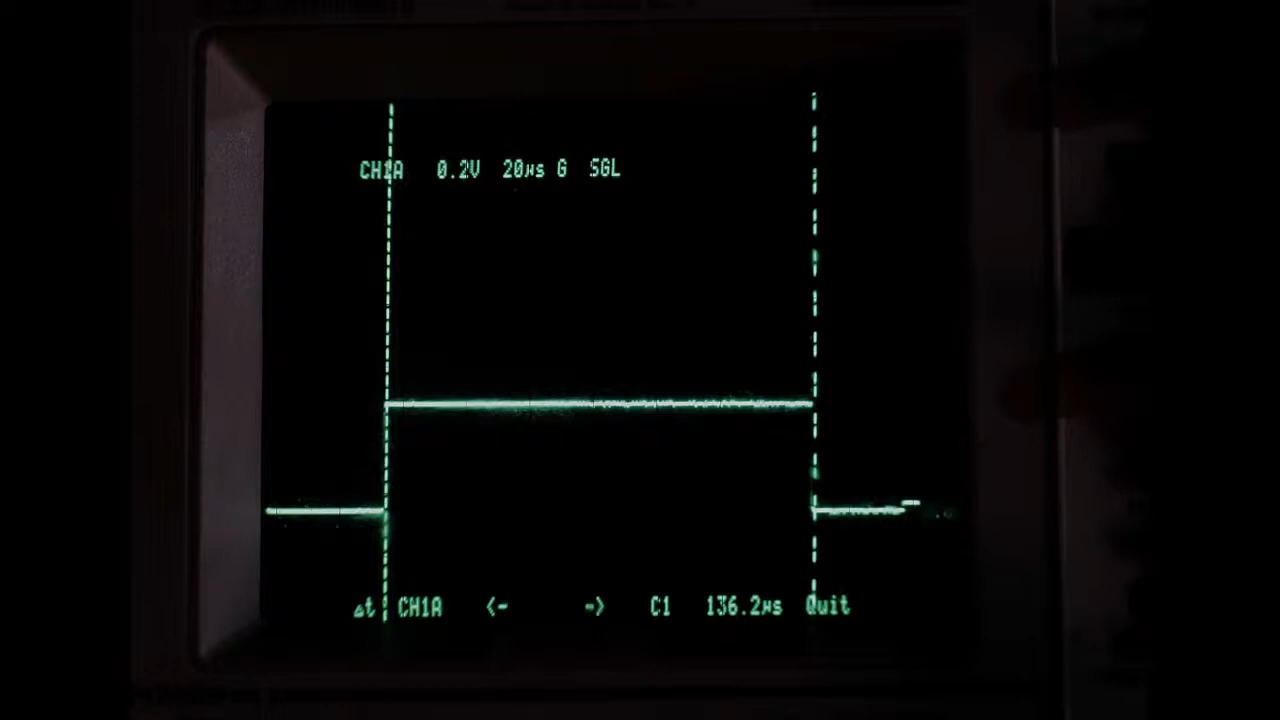 CH1A 0.2V 20µs G SGL
Δt CH1A <- -> C1 136.2µs Quit